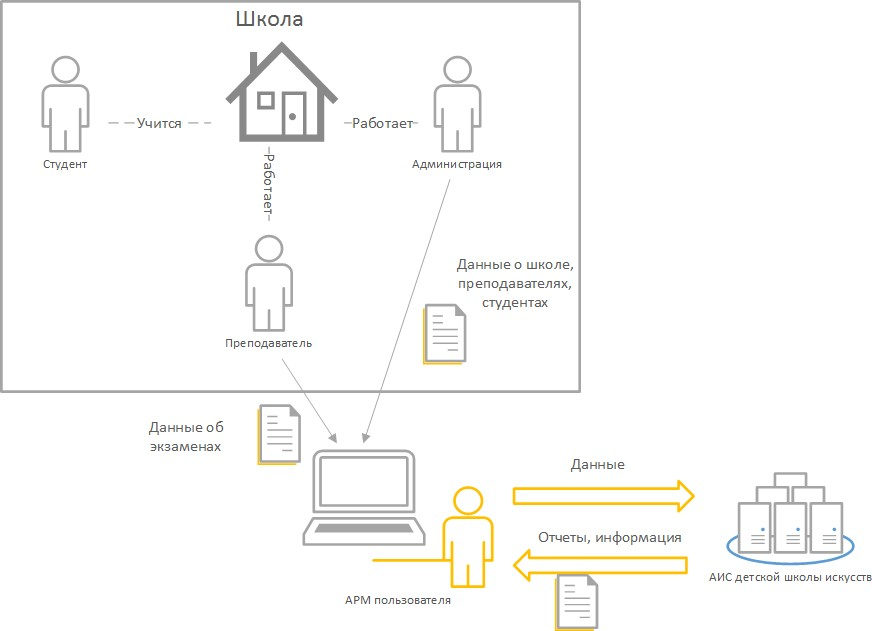 Школа
Учится
Работает
Студент
Администрация
Работает
Данные о школе,
преподавателях,
студентах
Преподаватель
Данные об
экзаменах
Данные
Отчеты, информация
АРМ пользователя
АИС детской школы искусств